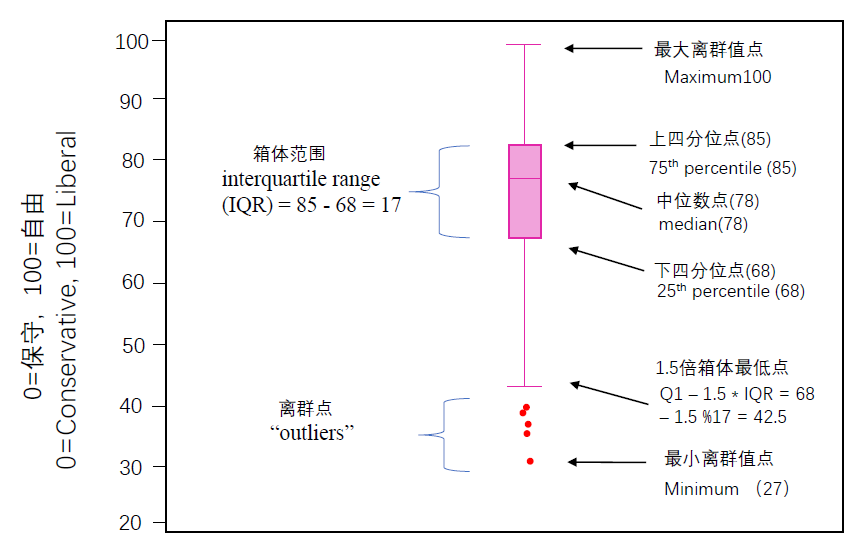 0=保守，100=自由
0=Conservative, 100=Liberal
100
90
80
70
60
50
40
30
20
箱体范围
interquartile range
(IQR) = 85 - 68 = 17
离群点
“outliers”
最大离群值点
Maximum100
上四分位点(85)
75th percentile (85)
中位数点(78)
median(78)
下四分位点(68)
25th percentile (68)
1.5倍箱体最低点
Q1 – 1.5 * IQR = 68
– 1.5 %17 = 42.5
最小离群值点
Minimum （27）